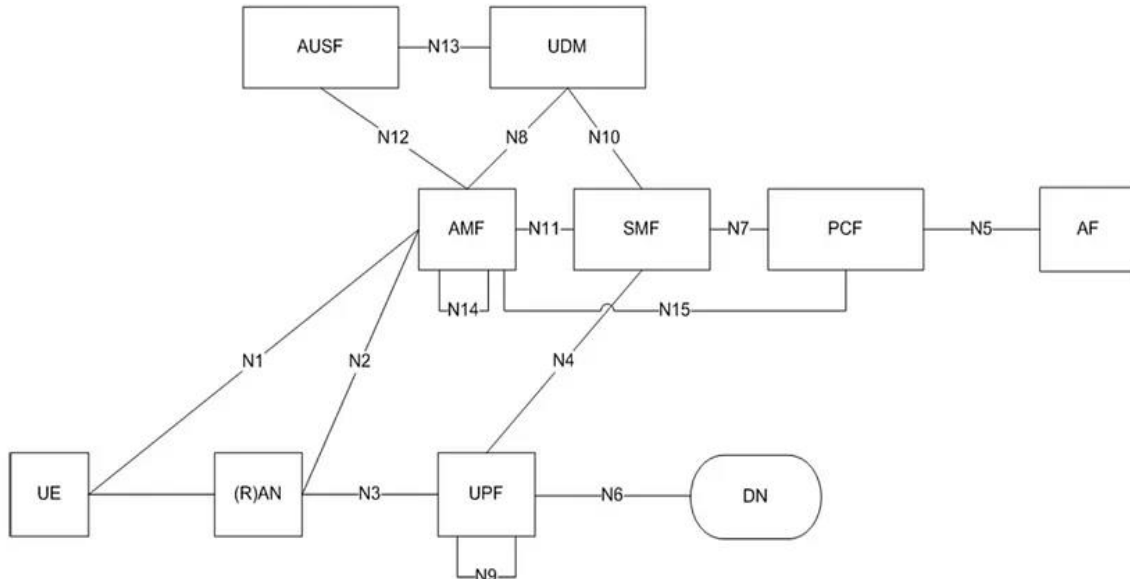 AUSF
N13
UDM
N12
N8
N10
AMF
N11
SMF
N7
PCF
N5
AF
N14
N15
N1
N2
N4
UE
(R)AN
N3
UPF
N6
DN
N9